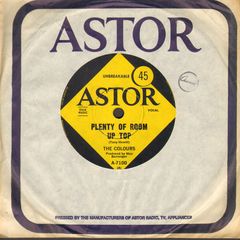 ASTOR
UNBREAKABLE
45
ASTOR
VOCAL
PLENTY OF ROOM
UP TOP
THE COLOURS
A-7100
PRESSED BY THE MANUFACTURERS OF ASTOR RADIO, TV, APPLIANCES